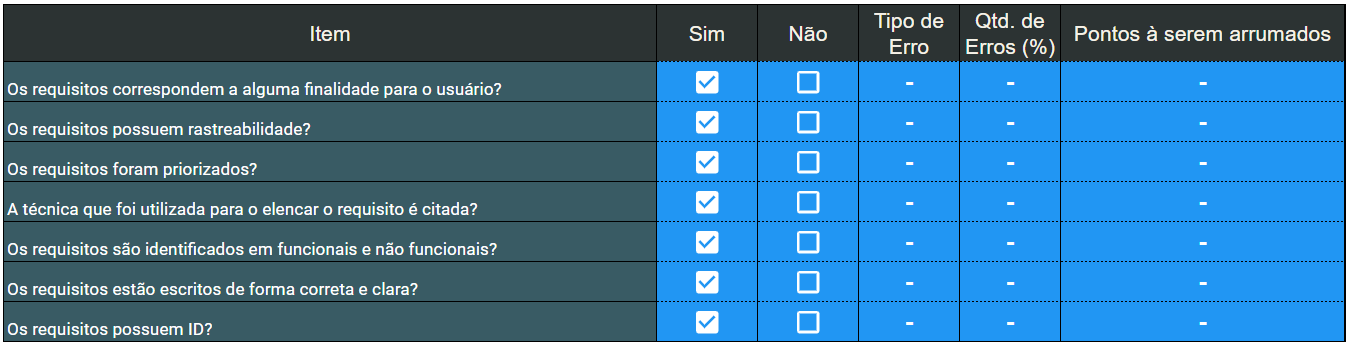 Item Sim Não Tipo de Erro Qtd. de Erros (%) Pontos à serem arrumados
Os requisitos correspondem a alguma finalidade para o usuário? - - -
Os requisitos possuem rastreabilidade? - - -
Os requisitos foram priorizados? - - -
A técnica que foi utilizada para o elencar o requisito é citada? - - -
Os requisitos são identificados em funcionais e não funcionais? - - -
Os requisitos estão escritos de forma correta e clara? - - -
Os requisitos possuem ID? - - -